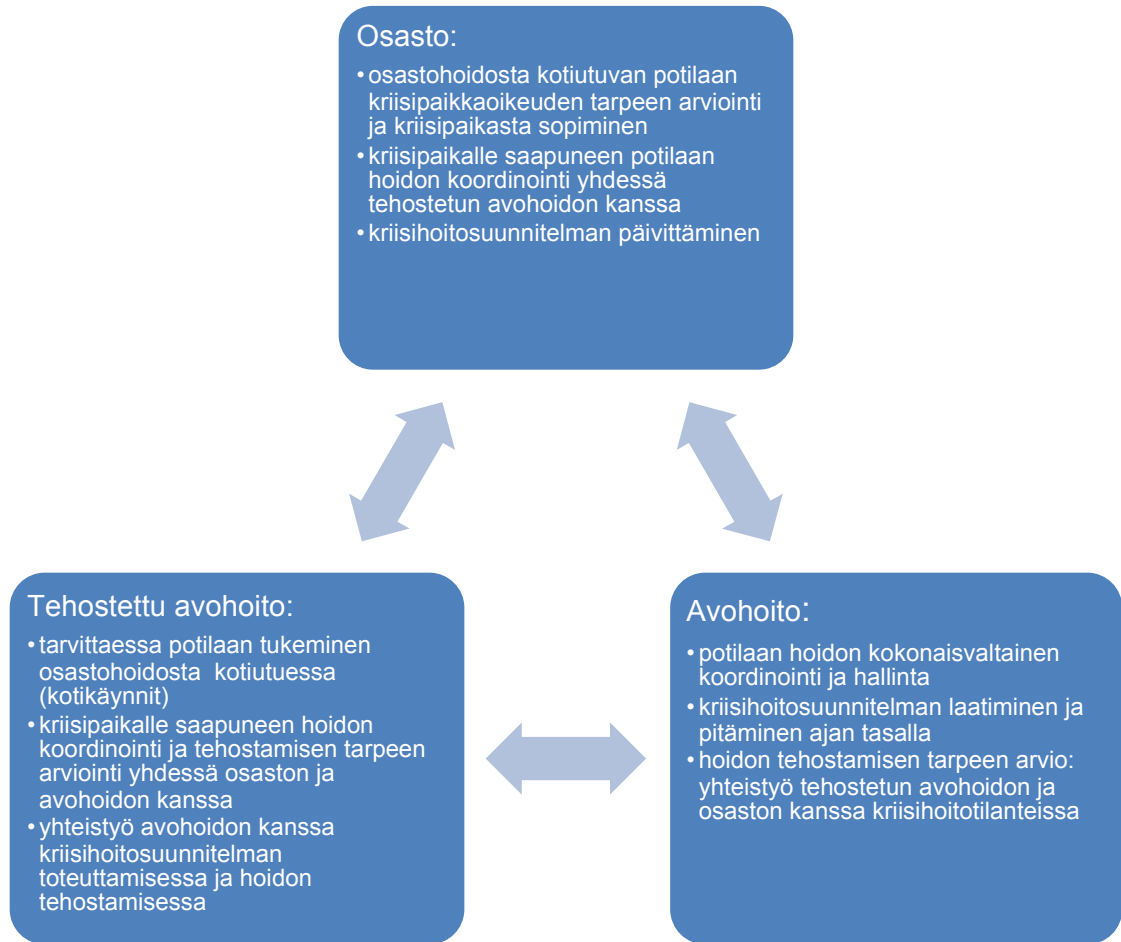 Osasto:
•osastohoidosta kotiutuvan potilaan
kriisipaikkaoikeuden tarpeen arviointi
ja kriisipaikasta sopiminen
•kriisipaikalle saapuneen potilaan
hoidon koordinointi yhdessä
tehostetun avohoidon kanssa
•kriisihoitosuunnitelman päivittäminen
Tehostettu avohoito:
•tarvittaessa potilaan tukeminen
osastohoidosta kotiutuessa
(kotikäynnit)
•kriisipaikalle saapuneen hoidon
koordinointi ja tehostamisen tarpeen
arviointi yhdessä osaston ja
avohoidon kanssa
•yhteistyö avohoidon kanssa
kriisihoitosuunnitelman
toteuttamisessa ja hoidon
tehostamisessa
Avohoito:
•potilaan hoidon kokonaisvaltainen
koordinointi ja hallinta
•kriisihoitosuunnitelman laatiminen ja
pitäminen ajan tasalla
•hoidon tehostamisen tarpeen arvio:
yhteistyö tehostetun avohoidon ja
osaston kanssa kriisihoitotilanteissa